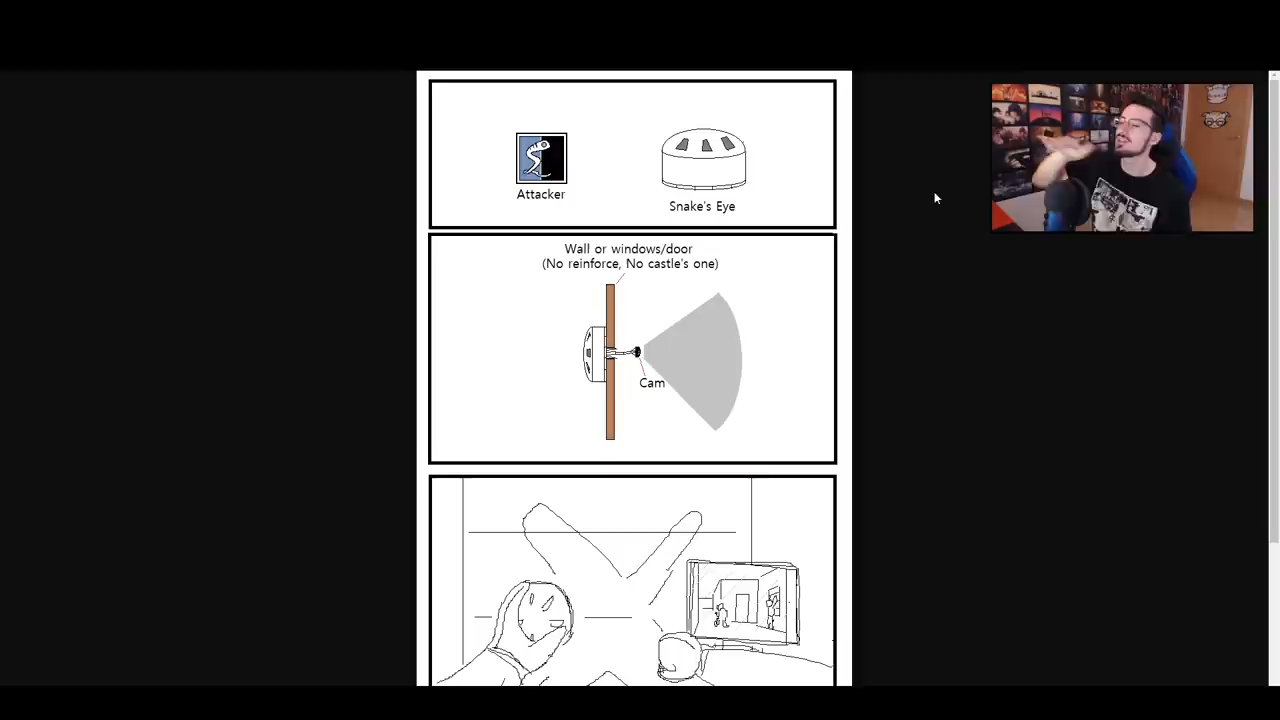 Attacker
Snake's Eye
Wall or windows/door
(No reinforce, No castle's one)
Cam